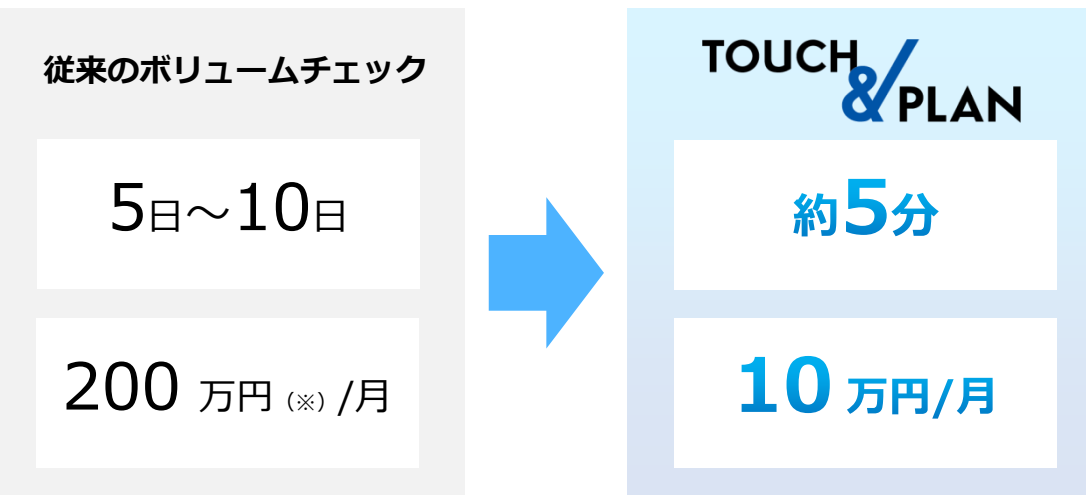 従来のボリュームチェック
5日～10日
200 万円（※）/月
TOUCH
&
PLAN
約5分
10 万円/月